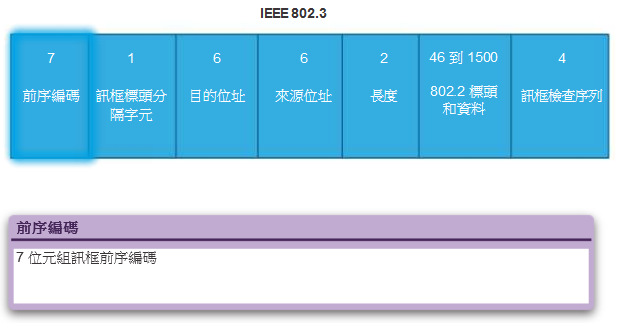 IEEE 802.3
7
前序編碼
1
訊框標頭分
隔字元
6
目的位址
6
來源位址
2
長度
46 到 1500
802.2 標頭
和資料
4
訊框檢查序列
前序編碼
7 位元組訊框前序編碼